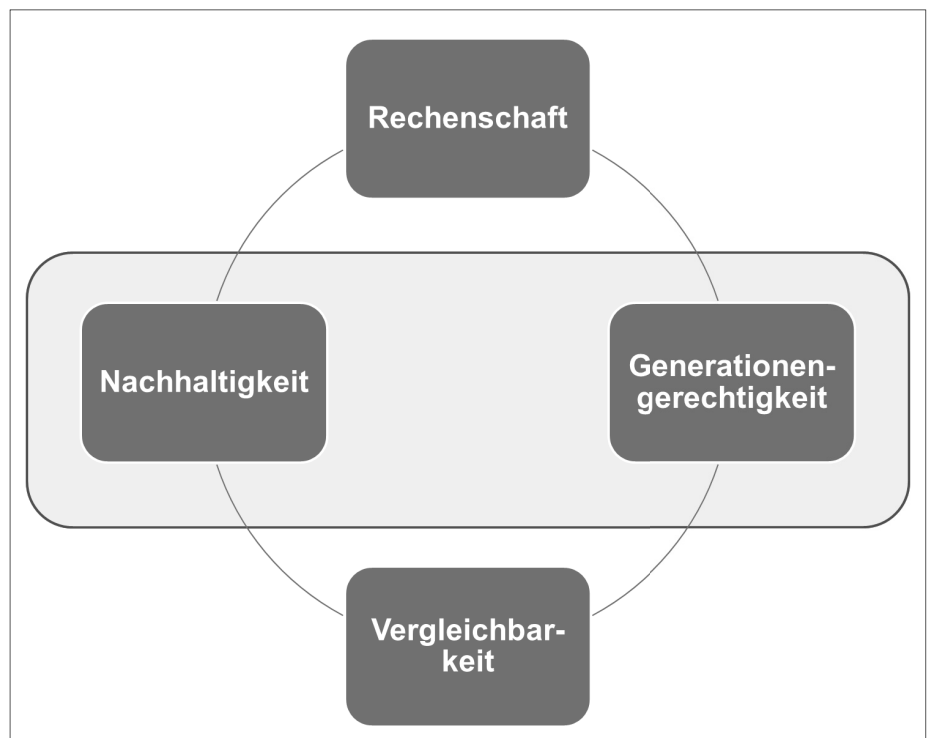 Rechenschaft
Nachhaltigkeit
Generationen-
gerechtigkeit
Vergleichbar-
keit